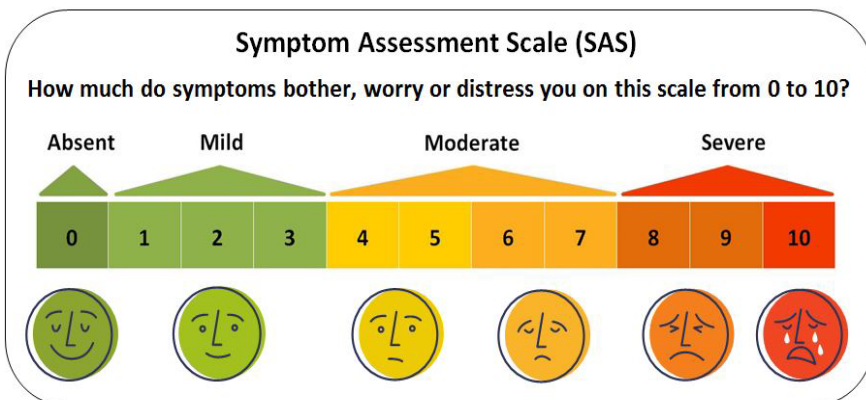 Symptom Assessment Scale (SAS)
How much do symptoms bother, worry or distress you on this scale from 0 to 10?
Absent Mild Moderate Severe
0 1 2 3 4 5 6 7 8 9 10